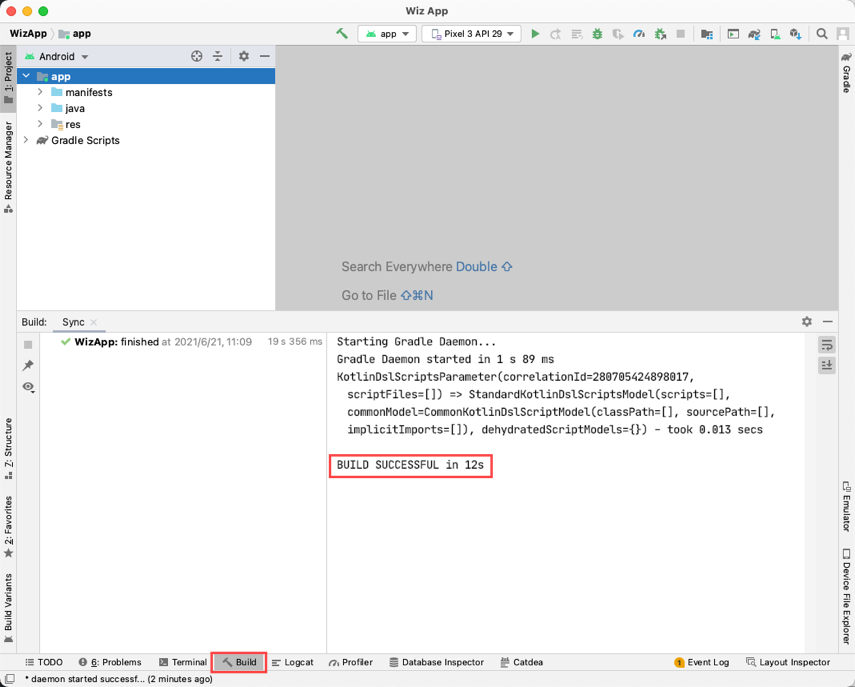 Wiz App
WizApp app
app
Pixel 3 API 29
1: Project
Android
Gradle
app
manifests
java
res
Gradle Scripts
Resource Manager
Search Everywhere Double ⇧
Go to File ⇧⌘N
Build: Sync
WizApp: finished at 2021/6/21, 11:09 19 s 356 ms
Starting Gradle Daemon...
Gradle Daemon started in 1 s 89 ms
KotlinDslScriptsParameter(correlationId=280705424898017,
scriptFiles=[]) => StandardKotlinDslScriptsModel(scripts=[],
commonModel=CommonKotlinDslScriptModel(classPath=[], sourcePath=[],
implicitImports=[]), dehydratedScriptModels={}) - took 0.013 secs
BUILD SUCCESSFUL in 12s
Z: Structure
2: Favorites
Build Variants
Emulator
Device File Explorer
TODO 6: Problems Terminal Build Logcat Profiler Database Inspector Catdea 1 Event Log Layout Inspector
* daemon started successf... (2 minutes ago)